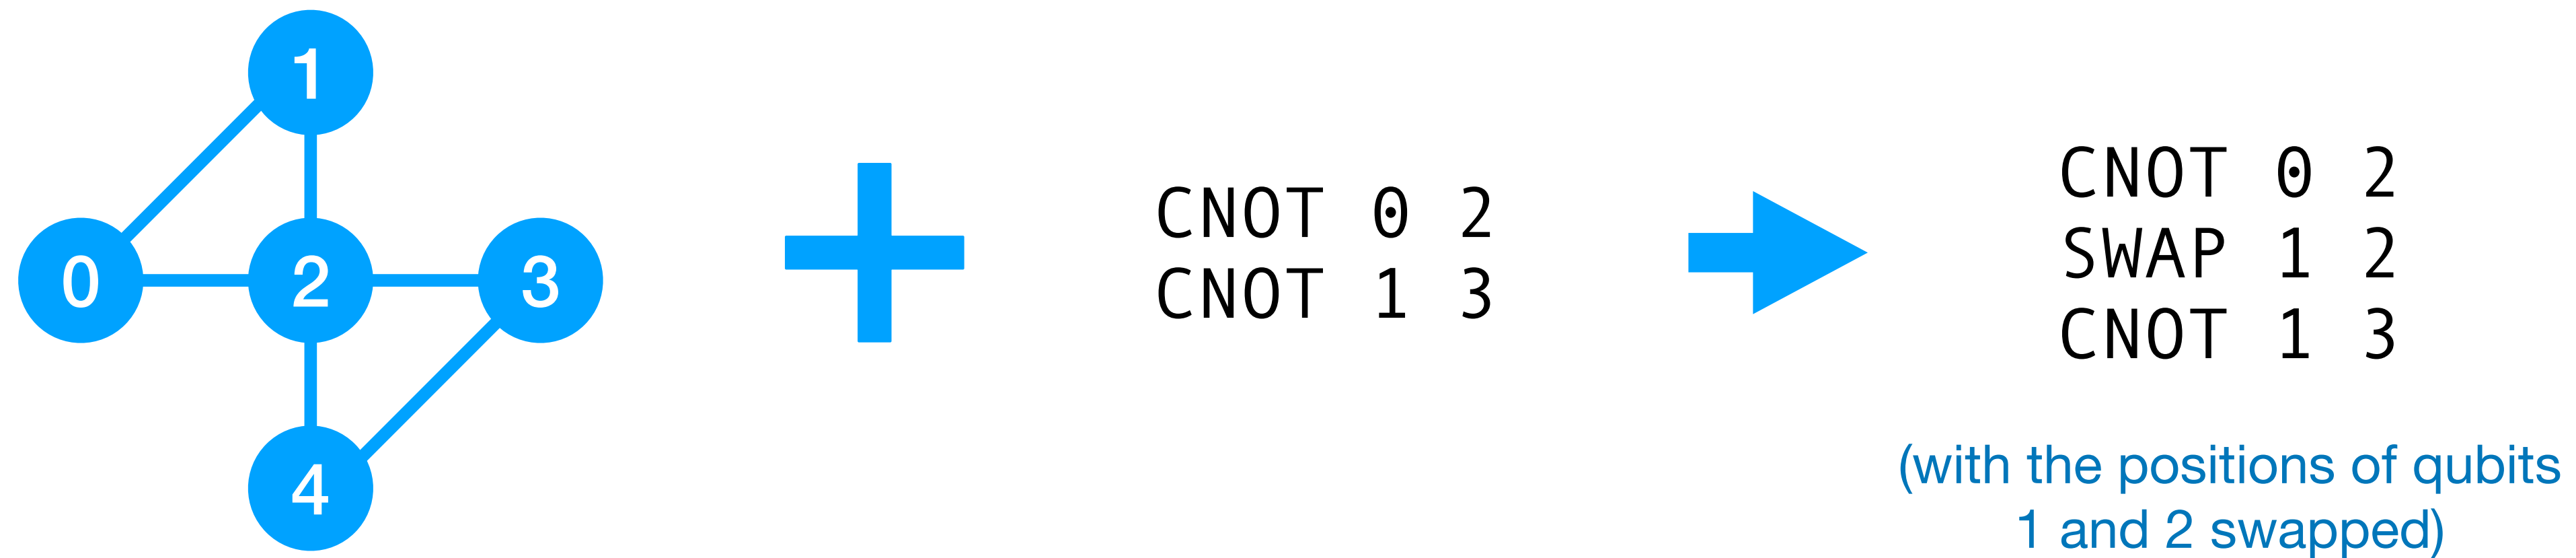 1
0 2 3
4
CNOT 0 2
CNOT 1 3
CNOT 0 2
SWAP 1 2
CNOT 1 3
(with the positions of qubits
1 and 2 swapped)